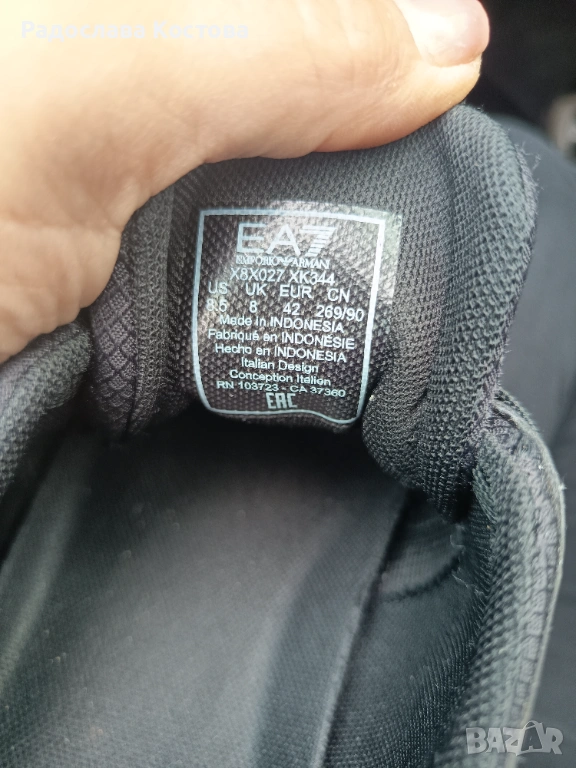 Радослава Костова
EA7
EMPORIO ARMANI
X8X027 XK344
US UK EUR CN
8.5 8 42 269/90
Made in INDONESIA
Fabriqué en INDONÉSIE
Hecho en INDONESIA
Italian Design
Conception Italien
RN 103723 - CA 37360
EAC
BAZAR